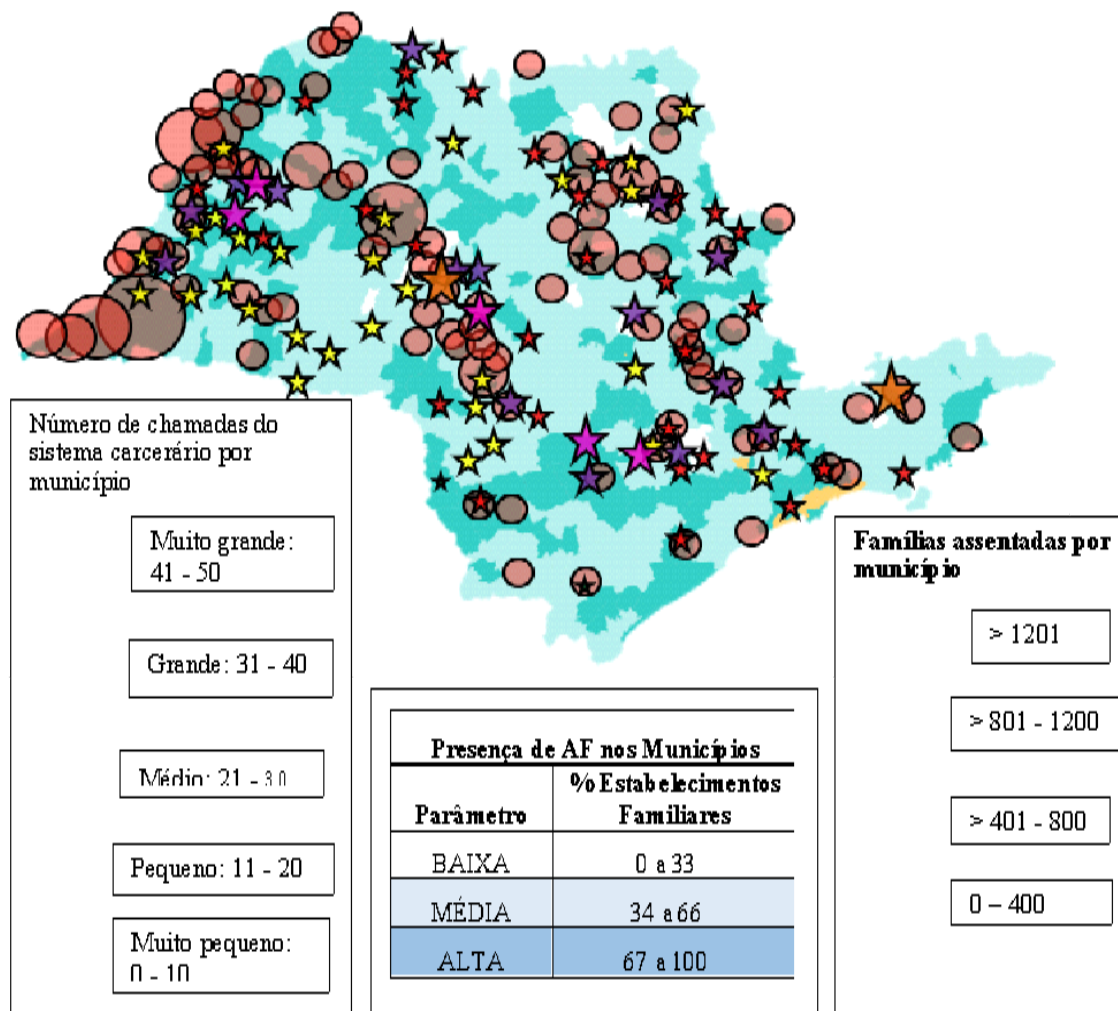 Número de chamadas do
sistema carcerário por
município
Muito grande:
41 - 50
Grande: 31 - 40
Médio: 21 - 30
Pequeno: 11 - 20
Muito pequeno:
0 - 10
Presença de AF nos Municípios
Parâmetro
% Estabelecimentos
Familiares
BAIXA
0 a 33
MÉDIA
34 a 66
ALTA
67 a 100
Famílias assentadas por
município
> 1201
> 801 - 1200
> 401 - 800
0 – 400